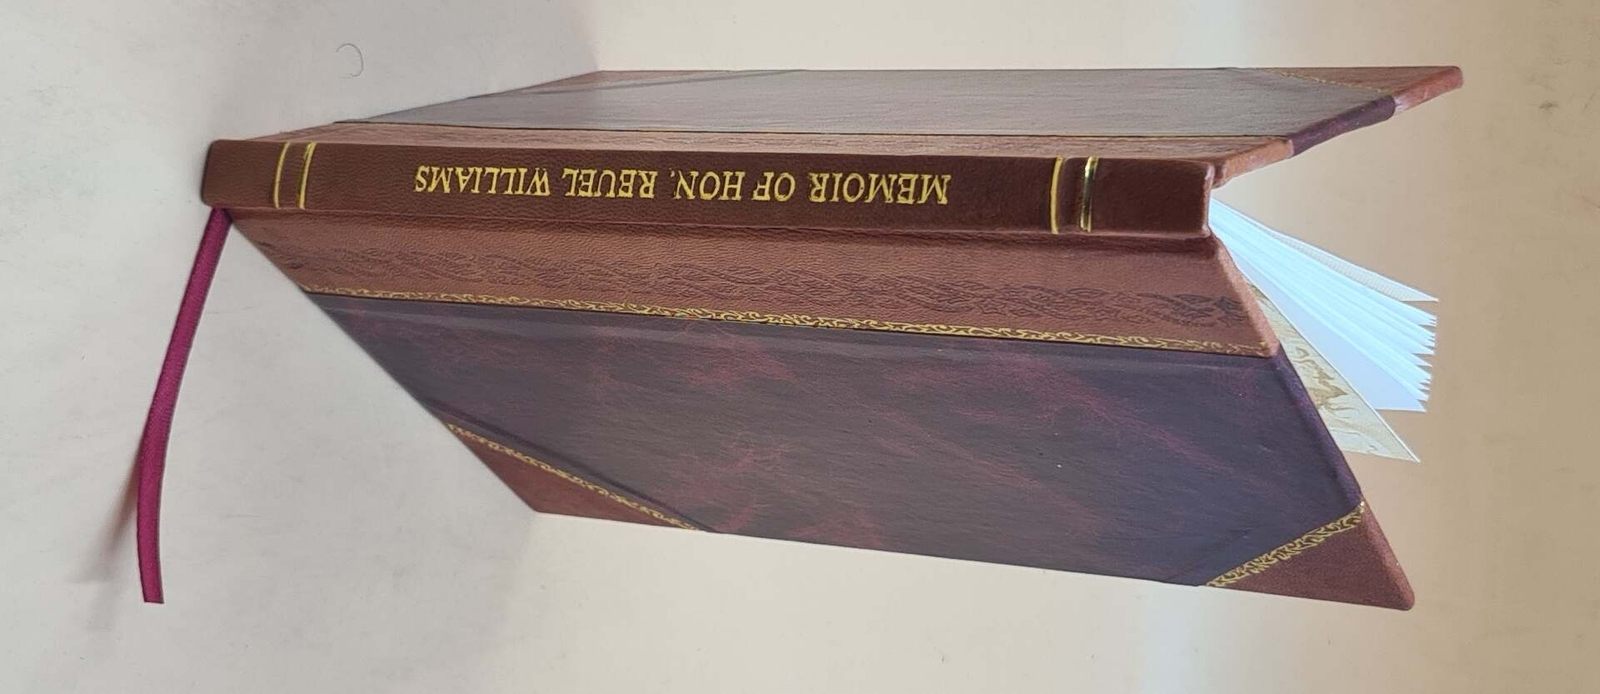 MEMOIR OF HON. REUEL WILLIAMS